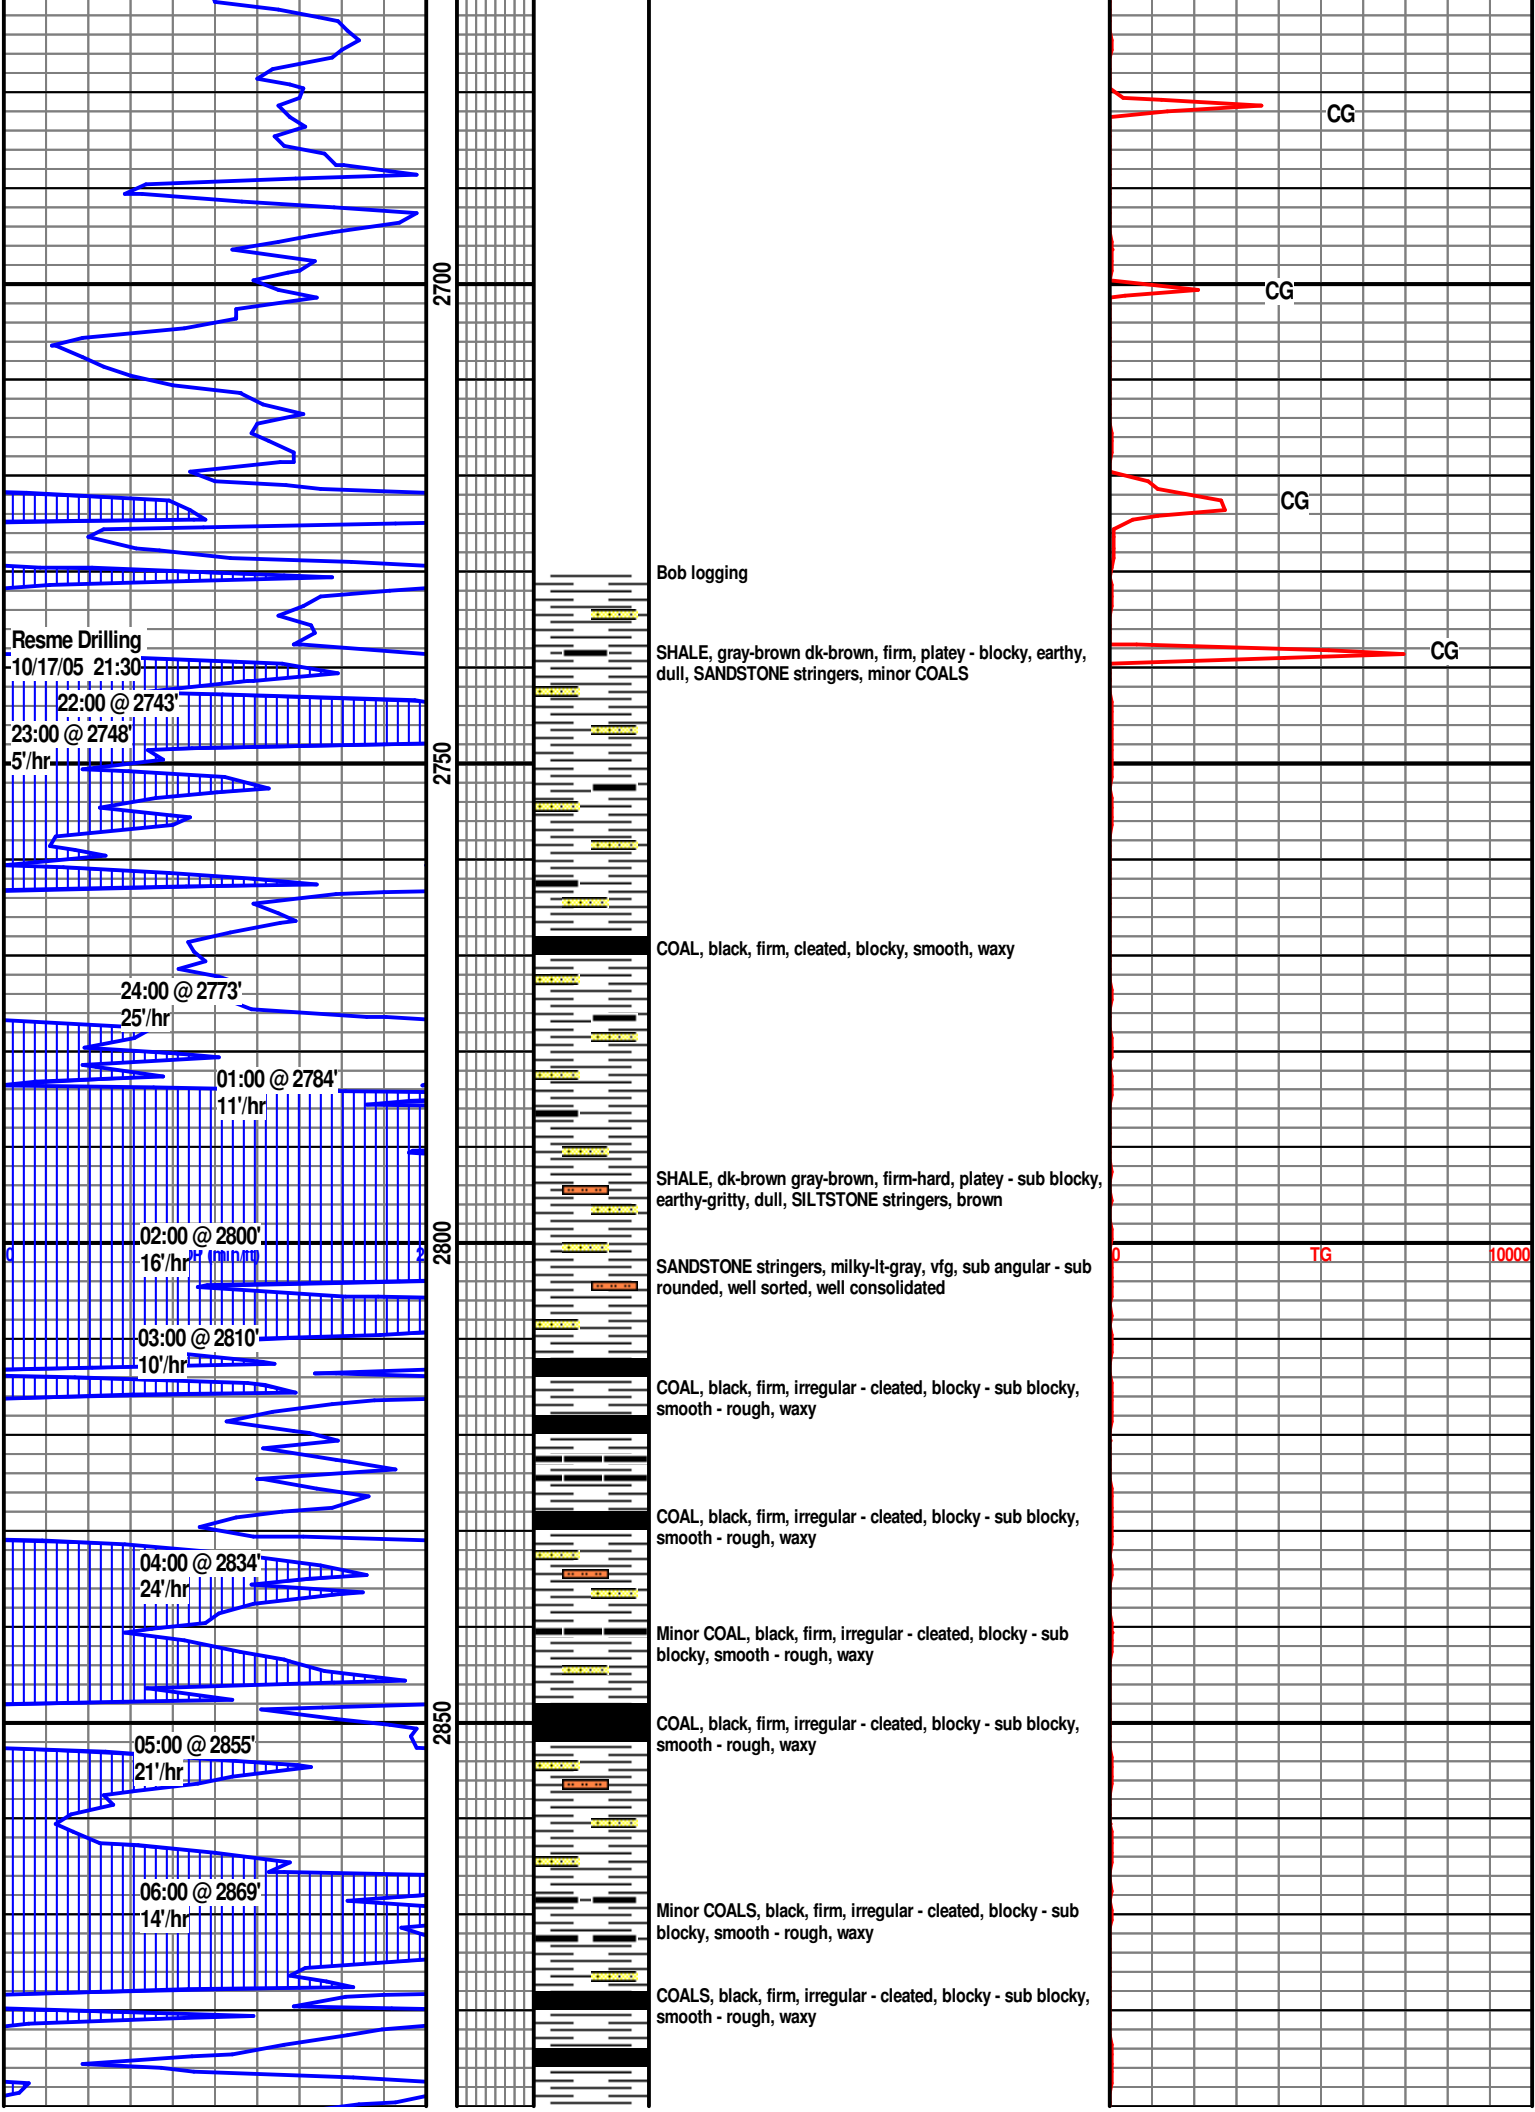 CG
2700
CG
CG
Bob logging
Resme Drilling
10/17/05 21:30
SHALE, gray-brown dk-brown, firm, platey - blocky, earthy,
dull, SANDSTONE stringers, minor COALS
CG
22:00 @ 2743'
23:00 @ 2748'
5'/hr
2750
COAL, black, firm, cleated, blocky, smooth, waxy
24:00 @ 2773'
25'/hr
01:00 @ 2784'
11'/hr
SHALE, dk-brown gray-brown, firm-hard, platey - sub blocky,
earthy-gritty, dull, SILTSTONE stringers, brown
02:00 @ 2800'
16'/hr
2800
0 (min/ft) 2
0 TG 10000
SANDSTONE stringers, milky-lt-gray, vfg, sub angular - sub
rounded, well sorted, well consolidated
03:00 @ 2810'
10'/hr
COAL, black, firm, irregular - cleated, blocky - sub blocky,
smooth - rough, waxy
COAL, black, firm, irregular - cleated, blocky - sub blocky,
smooth - rough, waxy
04:00 @ 2834'
24'/hr
Minor COAL, black, firm, irregular - cleated, blocky - sub
blocky, smooth - rough, waxy
2850
COAL, black, firm, irregular - cleated, blocky - sub blocky,
smooth - rough, waxy
05:00 @ 2855'
21'/hr
06:00 @ 2869'
14'/hr
Minor COALS, black, firm, irregular - cleated, blocky - sub
blocky, smooth - rough, waxy
COALS, black, firm, irregular - cleated, blocky - sub blocky,
smooth - rough, waxy